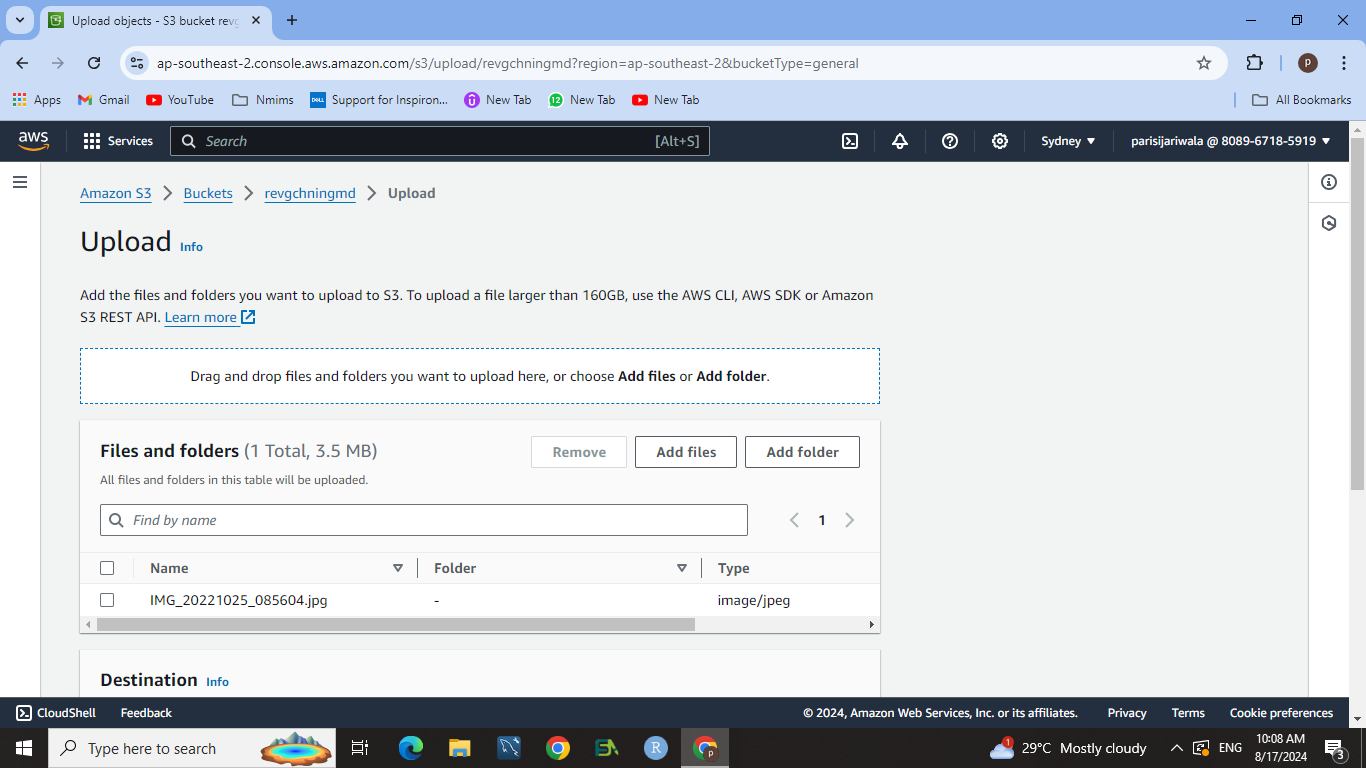 Upload objects - S3 bucket revg
ap-southeast-2.console.aws.amazon.com/s3/upload/revgchningmd?region=ap-southeast-2&bucketType=general
p
Apps Gmail YouTube Nmims Support for Inspiron... New Tab 12 New Tab New Tab All Bookmarks
aws Services Search [Alt+S] Sydney parisijariwala @ 8089-6718-5919
Amazon S3 Buckets revgchningmd Upload
Upload Info
Add the files and folders you want to upload to S3. To upload a file larger than 160GB, use the AWS CLI, AWS SDK or Amazon
S3 REST API. Learn more
Drag and drop files and folders you want to upload here, or choose Add files or Add folder.
Files and folders (1 Total, 3.5 MB) Remove Add files Add folder
All files and folders in this table will be uploaded.
Find by name 1
Name Folder Type
IMG_20221025_085604.jpg - image/jpeg
Destination Info
CloudShell Feedback © 2024, Amazon Web Services, Inc. or its affiliates. Privacy Terms Cookie preferences
Type here to search 1 29°C Mostly cloudy ENG 10:08 AM
8/17/2024 3